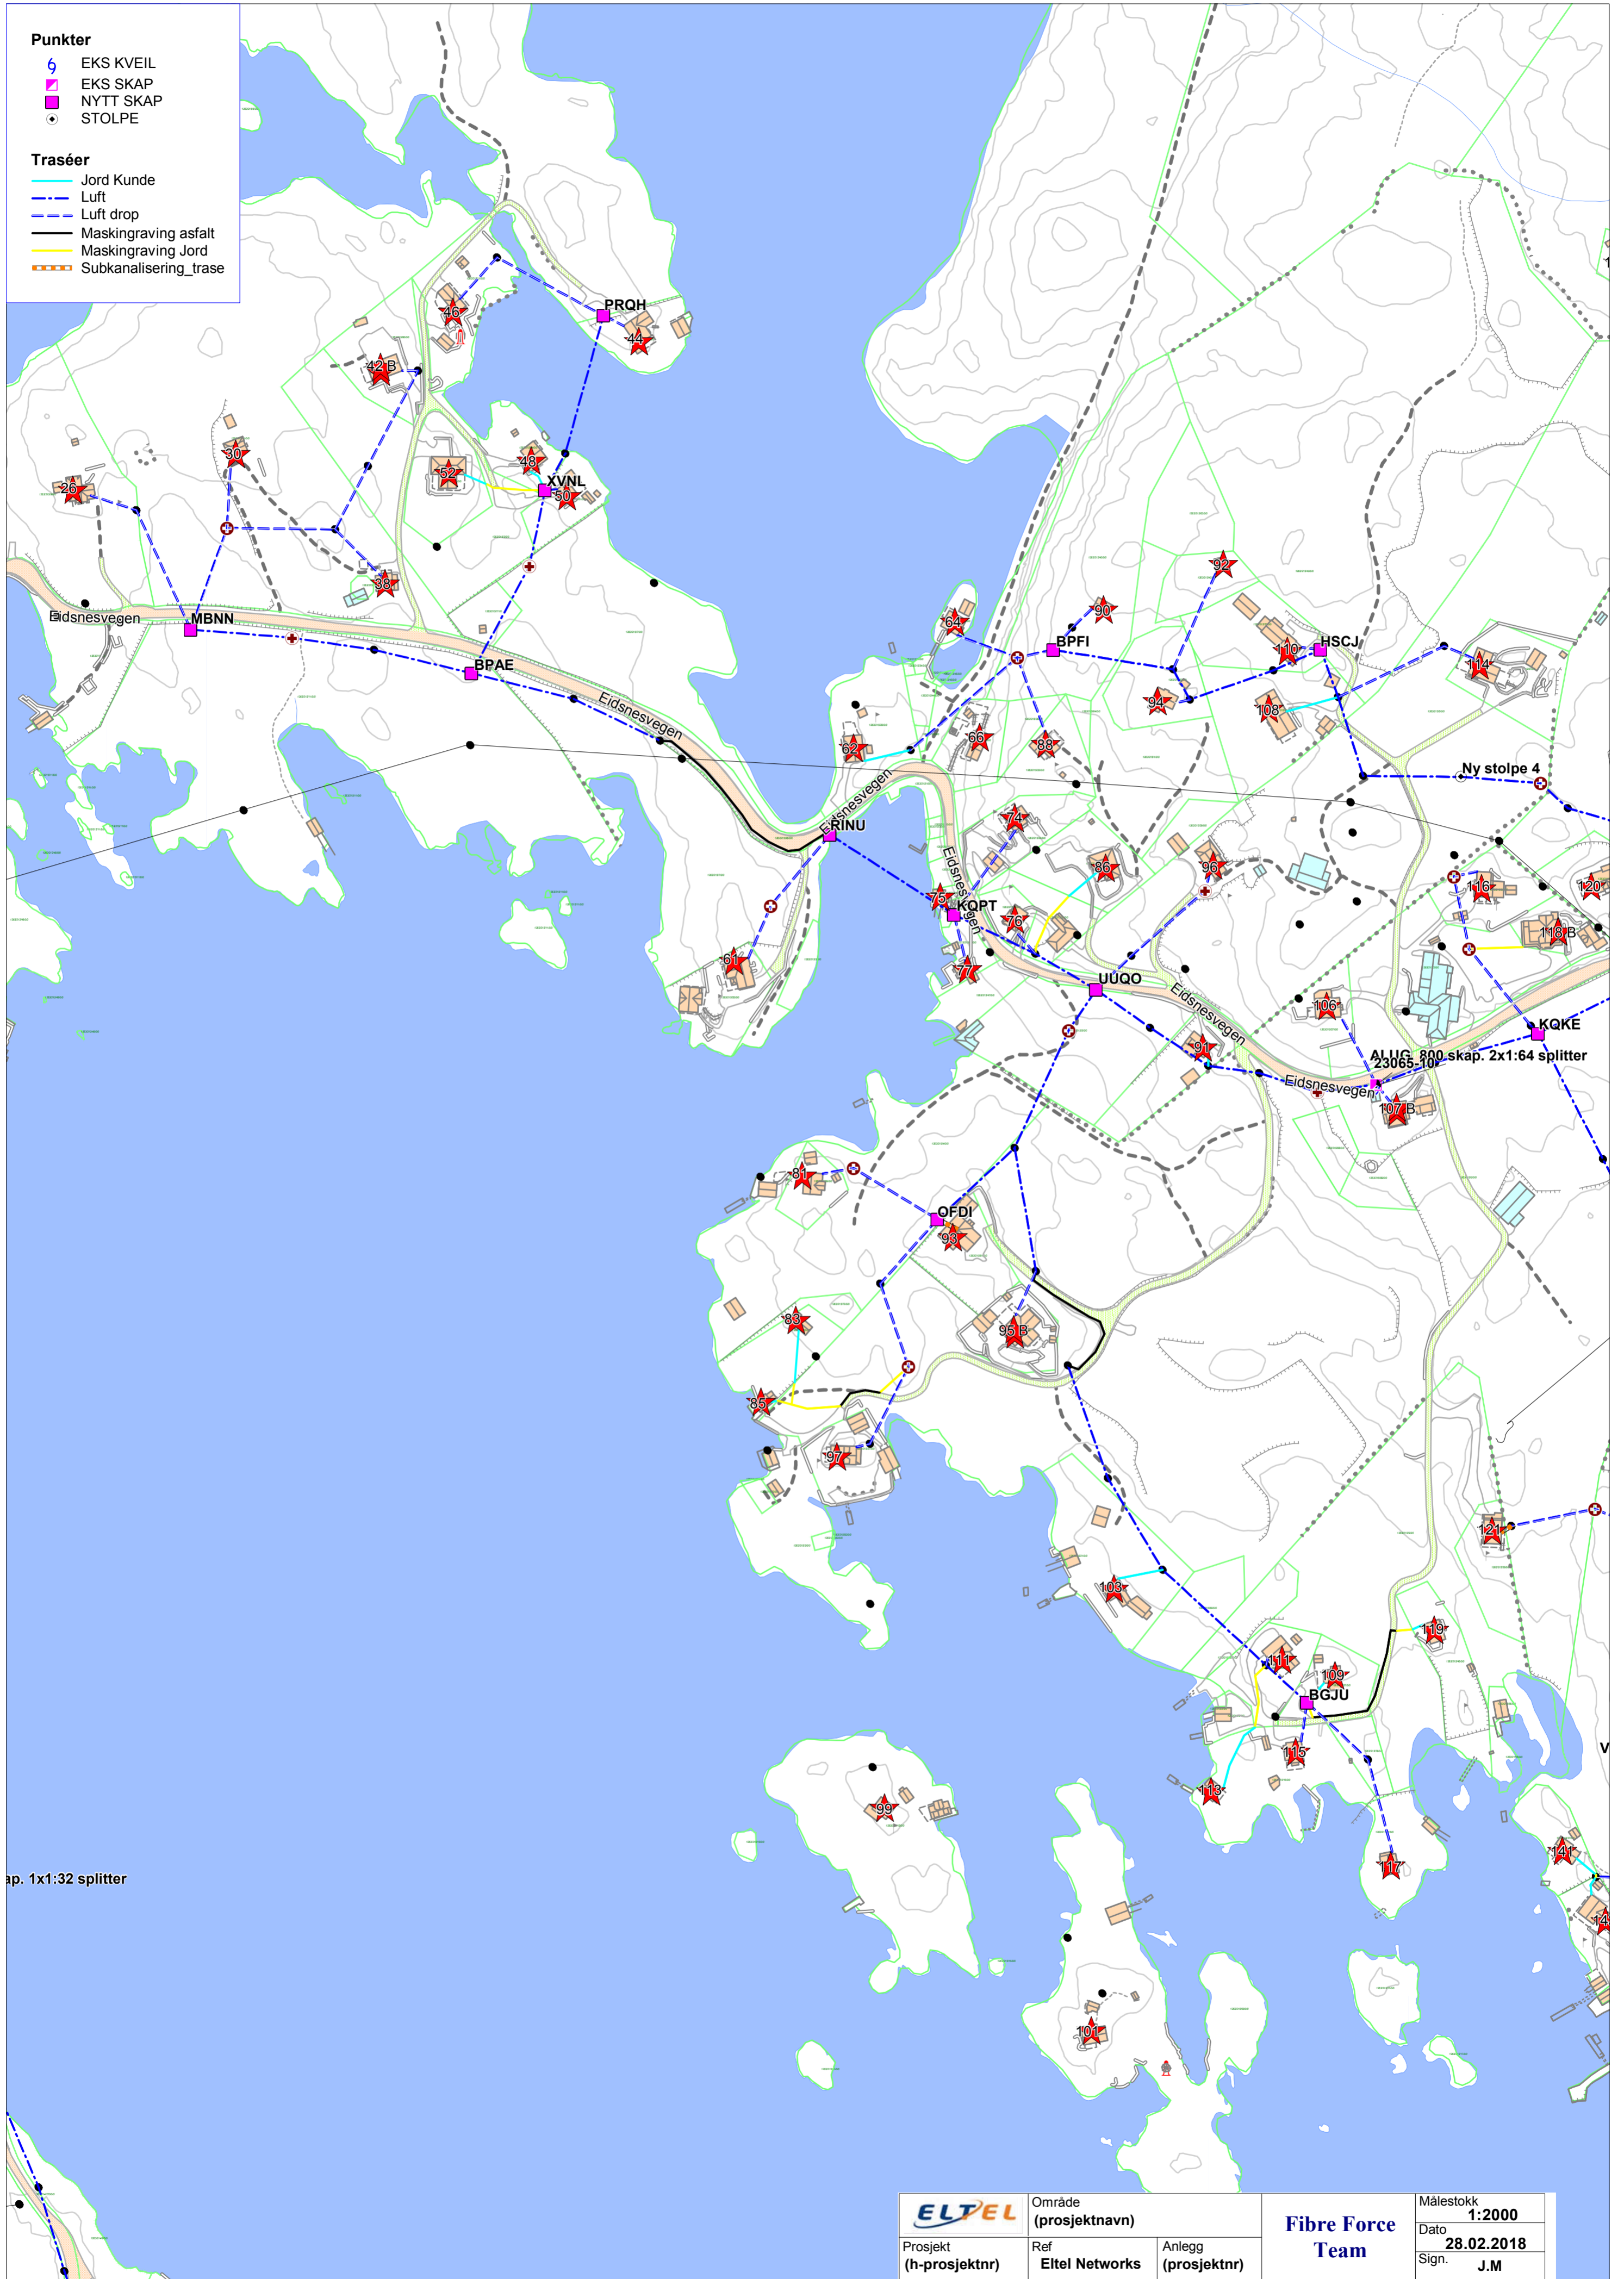 Punkter
EKS KVEIL
EKS SKAP
NYTT SKAP
STOLPE
Traséer
Jord Kunde
Luft
Luft drop
Maskingraving asfalt
Maskingraving Jord
Subkanalisering_trase
46
PRQH
44
42 B
30
26
52
48
XVNL
50
38
Eidsnesvegen
MBNN
BPAE
Eidsnesvegen
92
90
64
BPFI
110
HSCJ
114
94
108
62
66
88
Ny stolpe 4
Eidsnesvegen
RINU
74
Eidsnesvegen
86
96
75
KQPT
76
116
120
118 B
61
77
UUQO
Eidsnesvegen
106
91
KQKE
ALUG 800 skap. 2x1:64 splitter
23065-10
Eidsnesvegen
107 B
81
OFDI
93
83
95 B
85
97
121
103
119
111
109
BGJU
115
113
V
99
117
141
ap. 1x1:32 splitter
14
101
ELTEL
Område
(prosjektnavn)
Prosjekt
(h-prosjektnr)
Ref
Eltel Networks
Anlegg
(prosjektnr)
Fibre Force
Team
Målestokk
1:2000
Dato
28.02.2018
Sign.
J.M